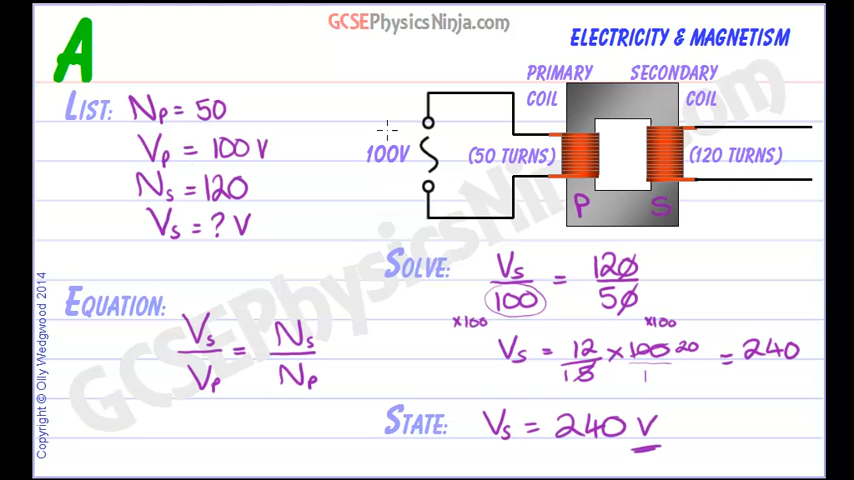 GCSEPhysicsNinja.com
A
ELECTRICITY & MAGNETISM
PRIMARY COIL
SECONDARY COIL
100V
(50 TURNS)
(120 TURNS)
P
S
LIST: Np = 50
Vp = 100 V
Ns = 120
Vs = ? V
EQUATION:
Vs/Vp = Ns/Np
SOLVE: Vs/100 = 120/50
×100 ×100
Vs = 12/15 × 100 20/1 = 240
STATE: Vs = 240 V
GCSEPhysicsNinja.com
Copyright © Olly Wedgwood 2014